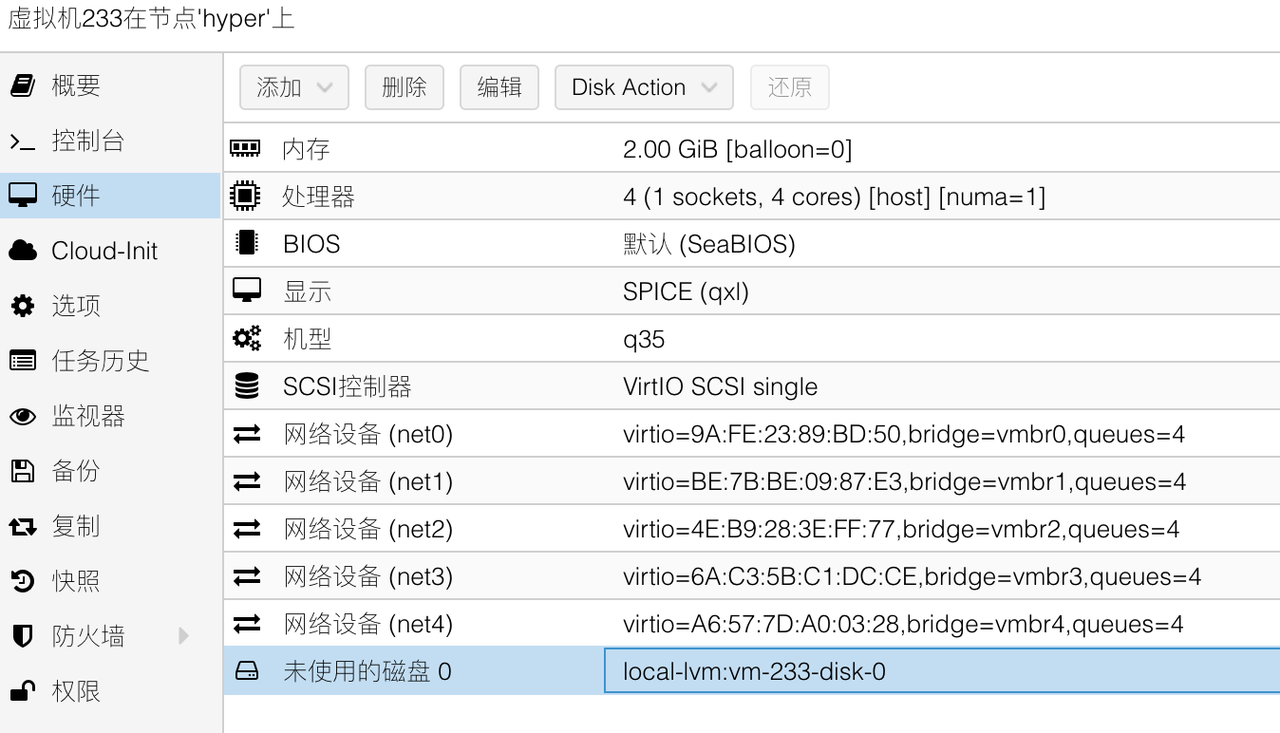 虚拟机233在节点'hyper'上
概要
控制台
硬件
Cloud-Init
选项
任务历史
监视器
备份
复制
快照
防火墙
权限
添加 删除 编辑 Disk Action 还原
内存 2.00 GiB [balloon=0]
处理器 4 (1 sockets, 4 cores) [host] [numa=1]
BIOS 默认 (SeaBIOS)
显示 SPICE (qxl)
机型 q35
SCSI控制器 VirtIO SCSI single
网络设备 (net0) virtio=9A:FE:23:89:BD:50,bridge=vmbr0,queues=4
网络设备 (net1) virtio=BE:7B:BE:09:87:E3,bridge=vmbr1,queues=4
网络设备 (net2) virtio=4E:B9:28:3E:FF:77,bridge=vmbr2,queues=4
网络设备 (net3) virtio=6A:C3:5B:C1:DC:CE,bridge=vmbr3,queues=4
网络设备 (net4) virtio=A6:57:7D:A0:03:28,bridge=vmbr4,queues=4
未使用的磁盘 0 local-lvm:vm-233-disk-0